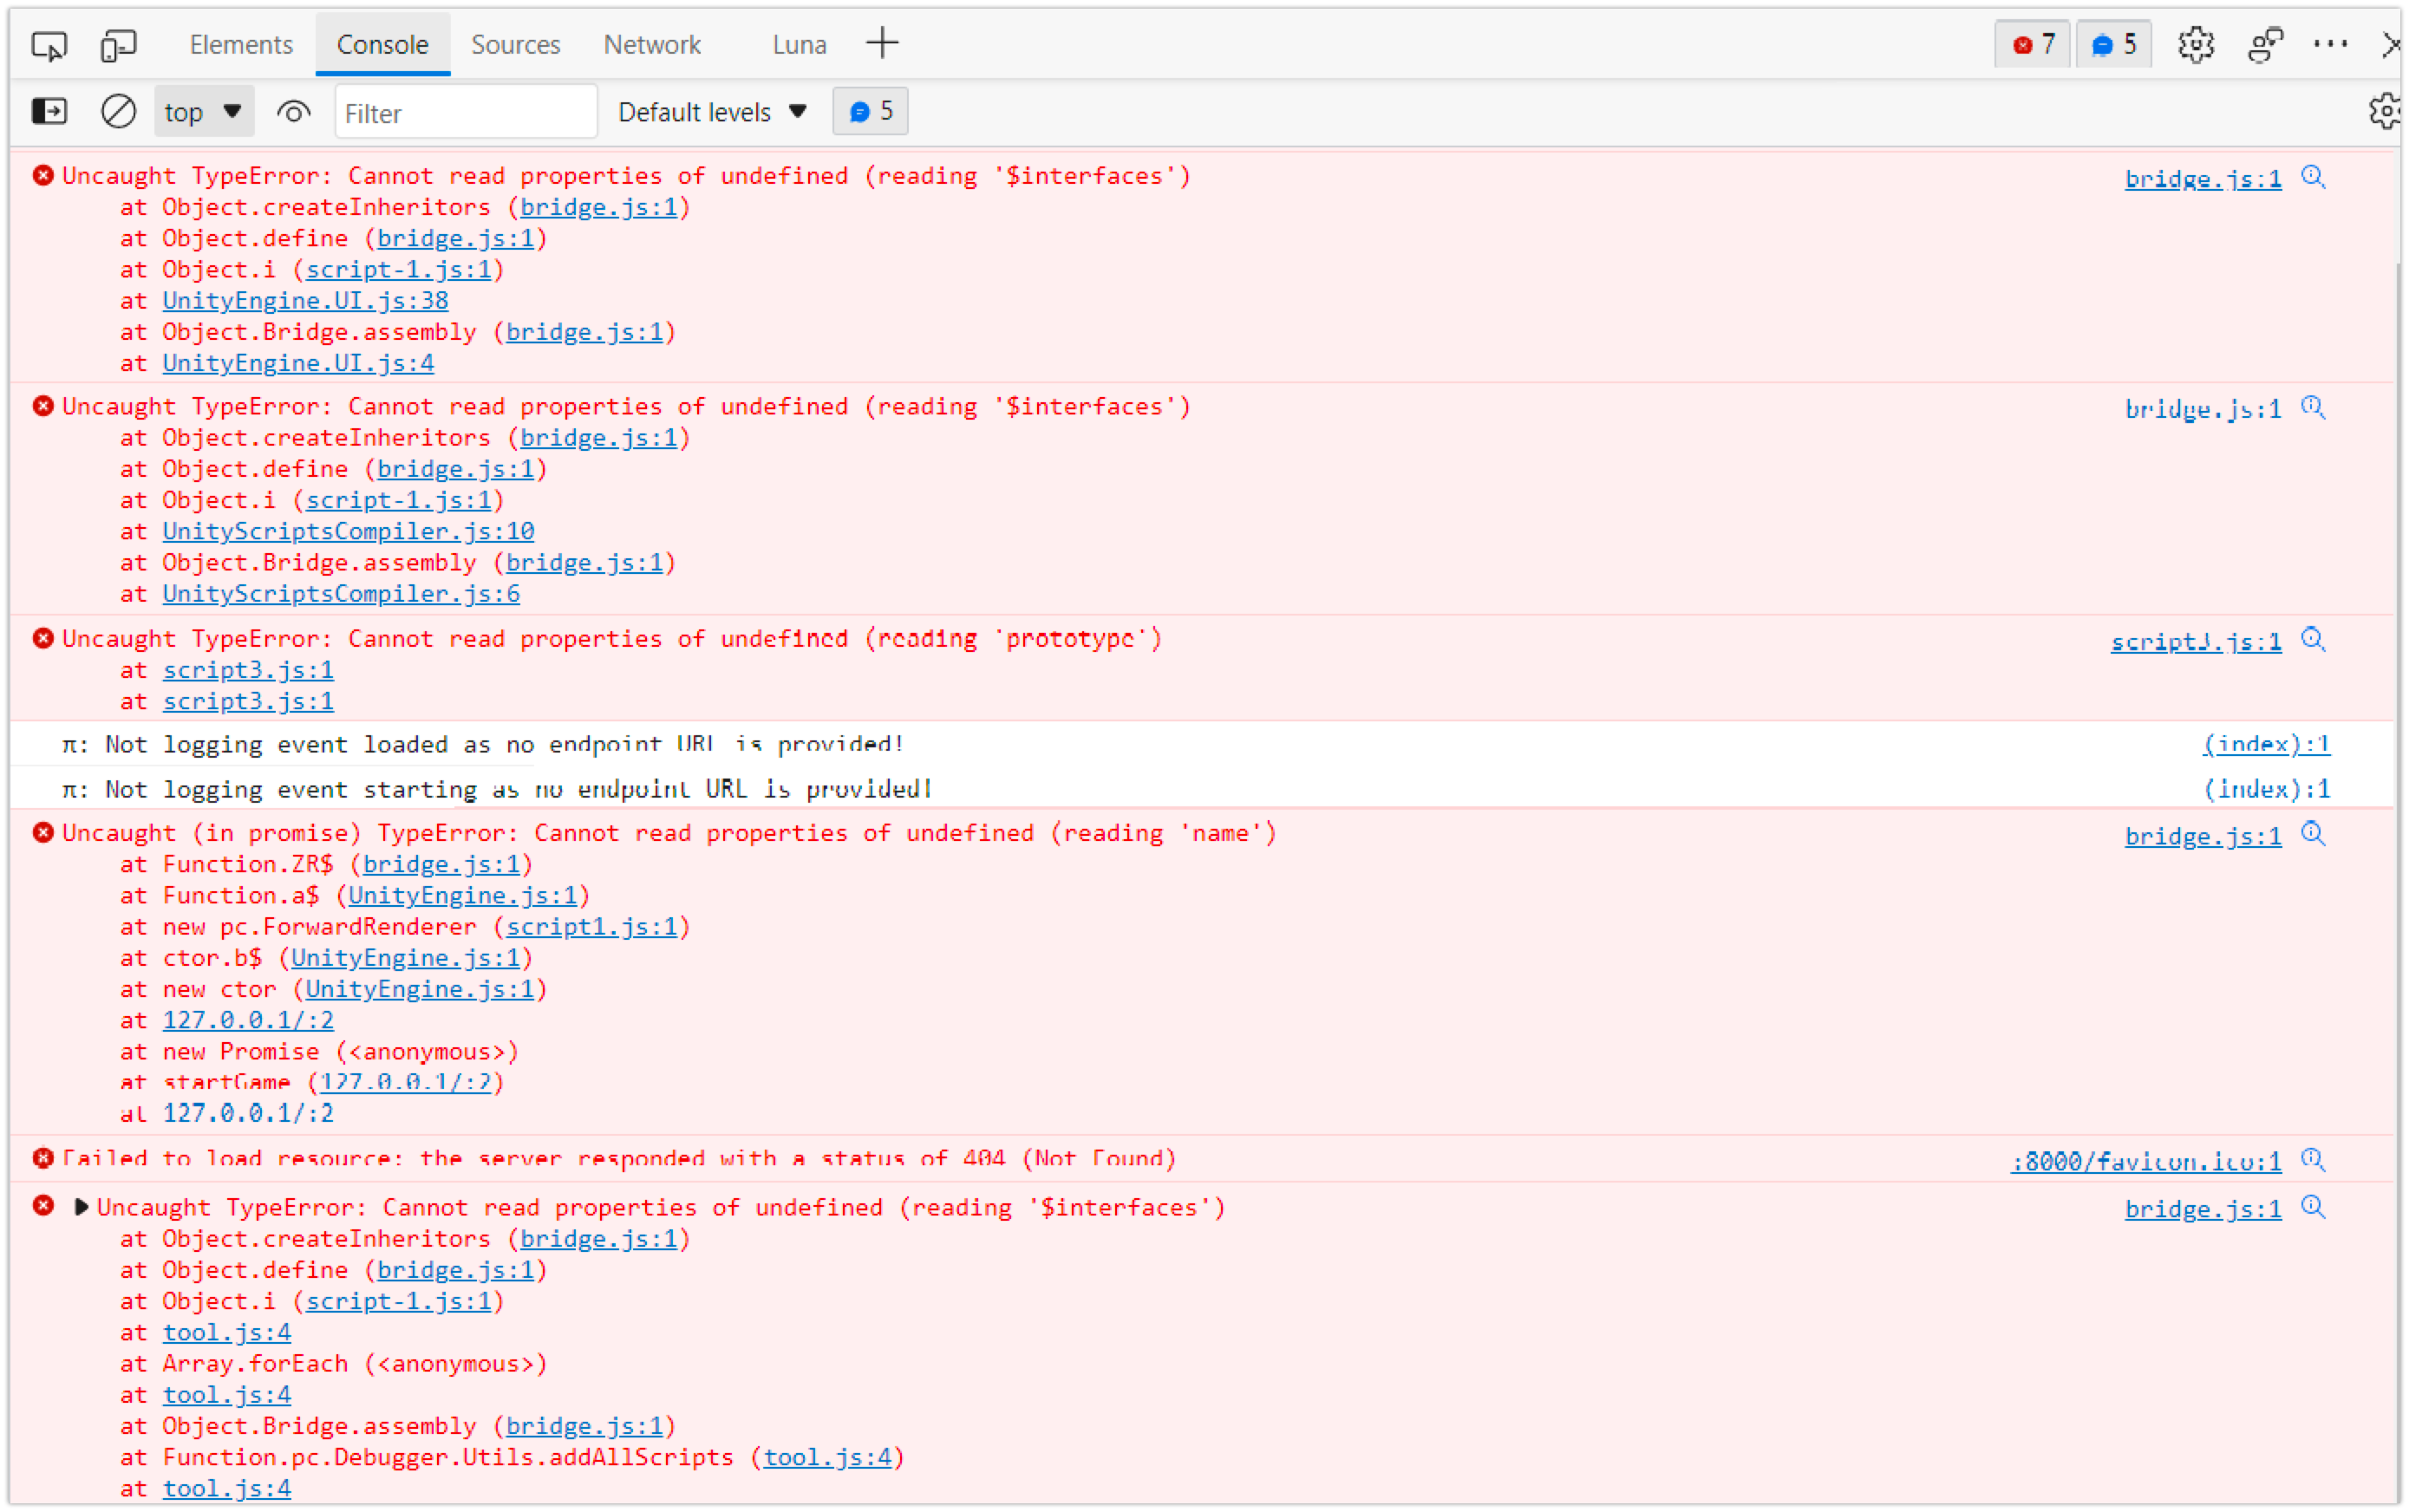 Elements Console Sources Network Luna 7 5
top Filter Default levels 5
Uncaught TypeError: Cannot read properties of undefined (reading '$interfaces') bridge.js:1
at Object.createInheritors (bridge.js:1)
at Object.define (bridge.js:1)
at Object.i (script-1.js:1)
at UnityEngine.UI.js:38
at Object.Bridge.assembly (bridge.js:1)
at UnityEngine.UI.js:4
Uncaught TypeError: Cannot read properties of undefined (reading '$interfaces') bridge.js:1
at Object.createInheritors (bridge.js:1)
at Object.define (bridge.js:1)
at Object.i (script-1.js:1)
at UnityScriptsCompiler.js:10
at Object.Bridge.assembly (bridge.js:1)
at UnityScriptsCompiler.js:6
Uncaught TypeError: Cannot read properties of undefined (reading 'prototype') script3.js:1
at script3.js:1
at script3.js:1
π: Not logging event loaded as no endpoint URL is provided! (index):1
π: Not logging event starting as no endpoint URL is provided! (index):1
Uncaught (in promise) TypeError: Cannot read properties of undefined (reading 'name') bridge.js:1
at Function.ZR$ (bridge.js:1)
at Function.a$ (UnityEngine.js:1)
at new pc.ForwardRenderer (script1.js:1)
at ctor.b$ (UnityEngine.js:1)
at new ctor (UnityEngine.js:1)
at 127.0.0.1/:2
at new Promise (<anonymous>)
at startGame (127.0.0.1/:2)
at 127.0.0.1/:2
Failed to load resource: the server responded with a status of 404 (Not Found) :8000/favicon.ico:1
Uncaught TypeError: Cannot read properties of undefined (reading '$interfaces') bridge.js:1
at Object.createInheritors (bridge.js:1)
at Object.define (bridge.js:1)
at Object.i (script-1.js:1)
at tool.js:4
at Array.forEach (<anonymous>)
at tool.js:4
at Object.Bridge.assembly (bridge.js:1)
at Function.pc.Debugger.Utils.addAllScripts (tool.js:4)
at tool.js:4